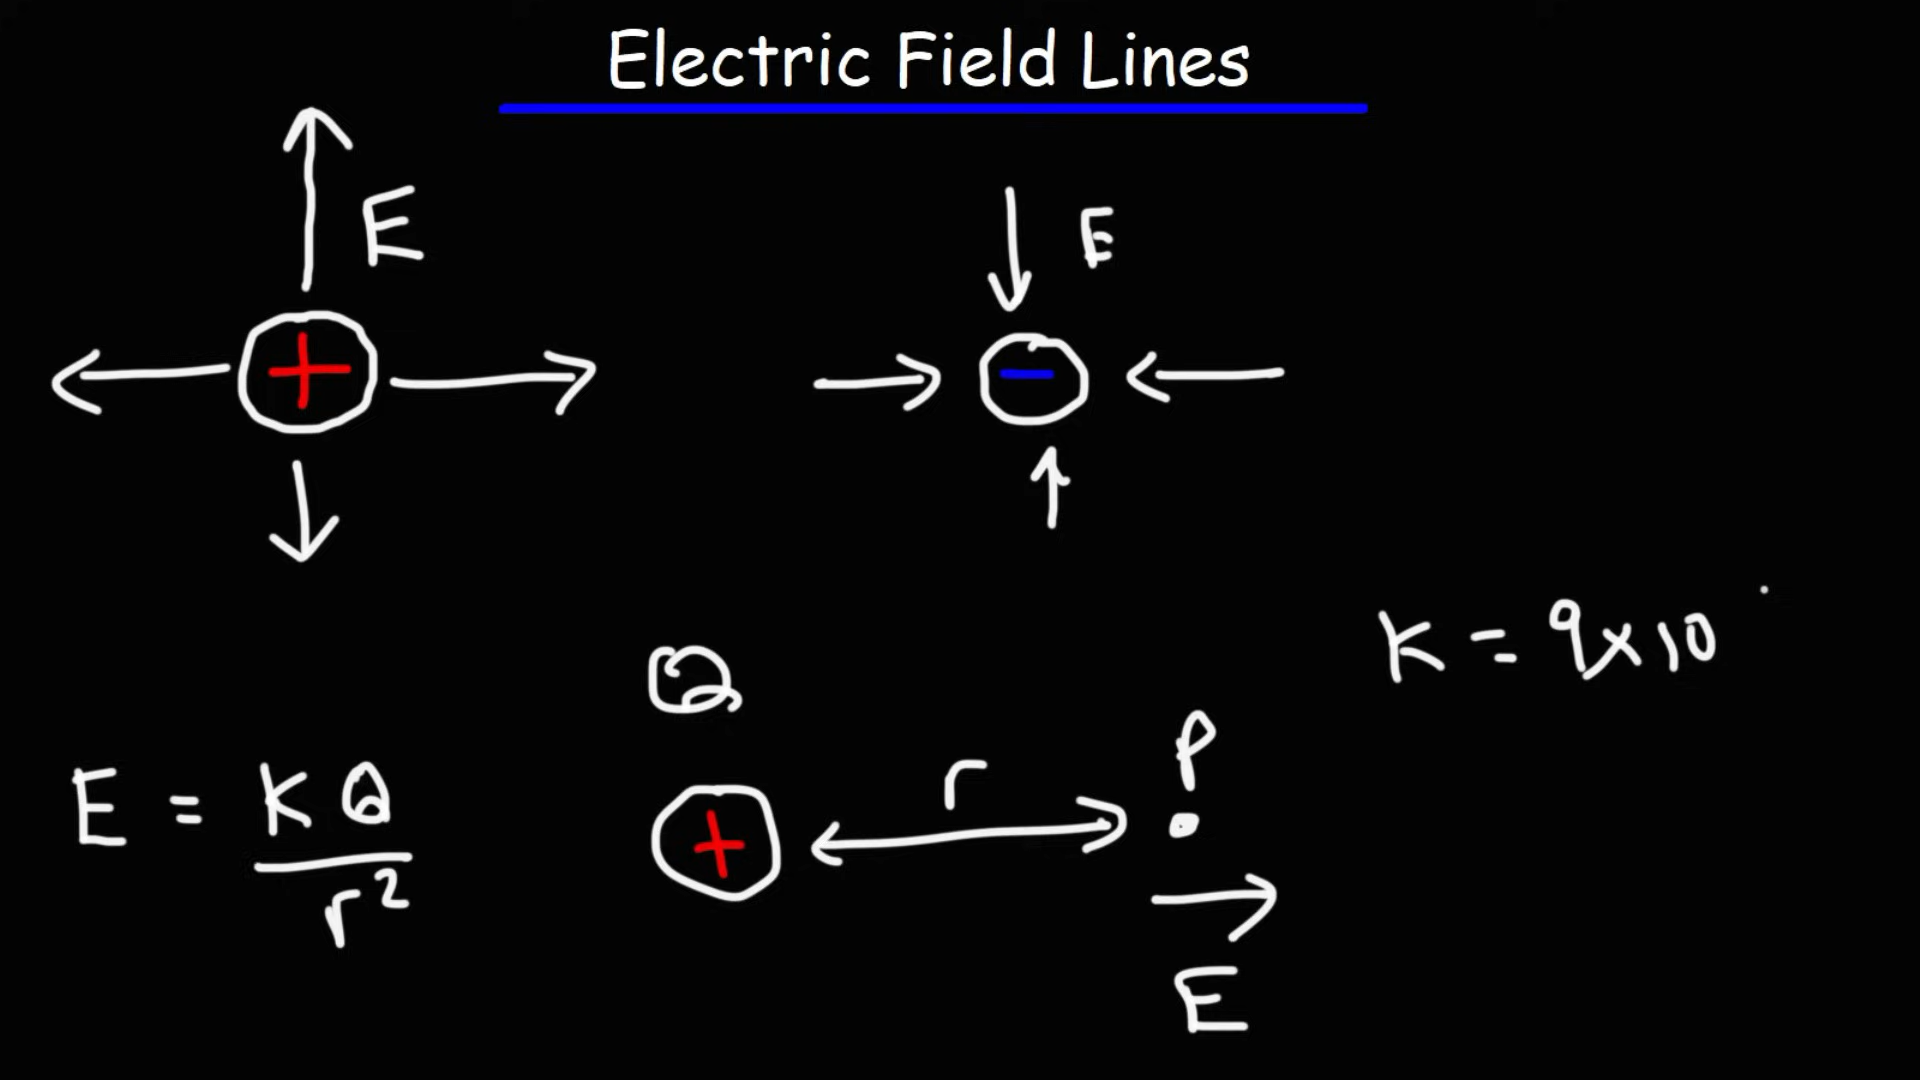 Electric Field Lines
E
E
+
-
K = 9x10
Q
P
r
E = KQ
r²
+
E